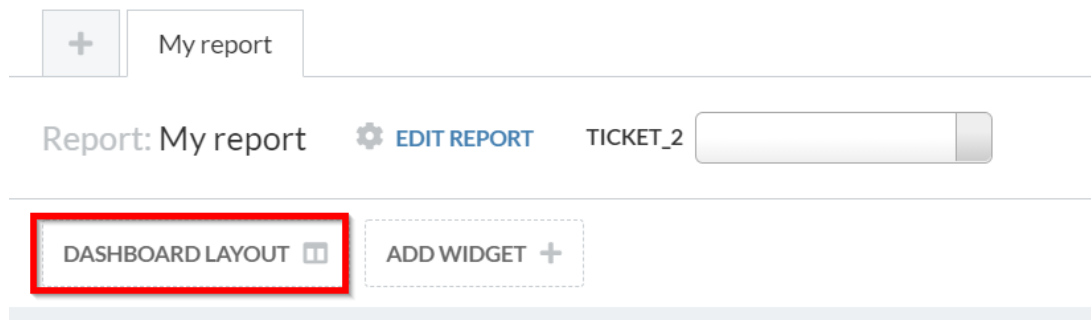 My report
Report: My report EDIT REPORT TICKET_2
DASHBOARD LAYOUT ADD WIDGET